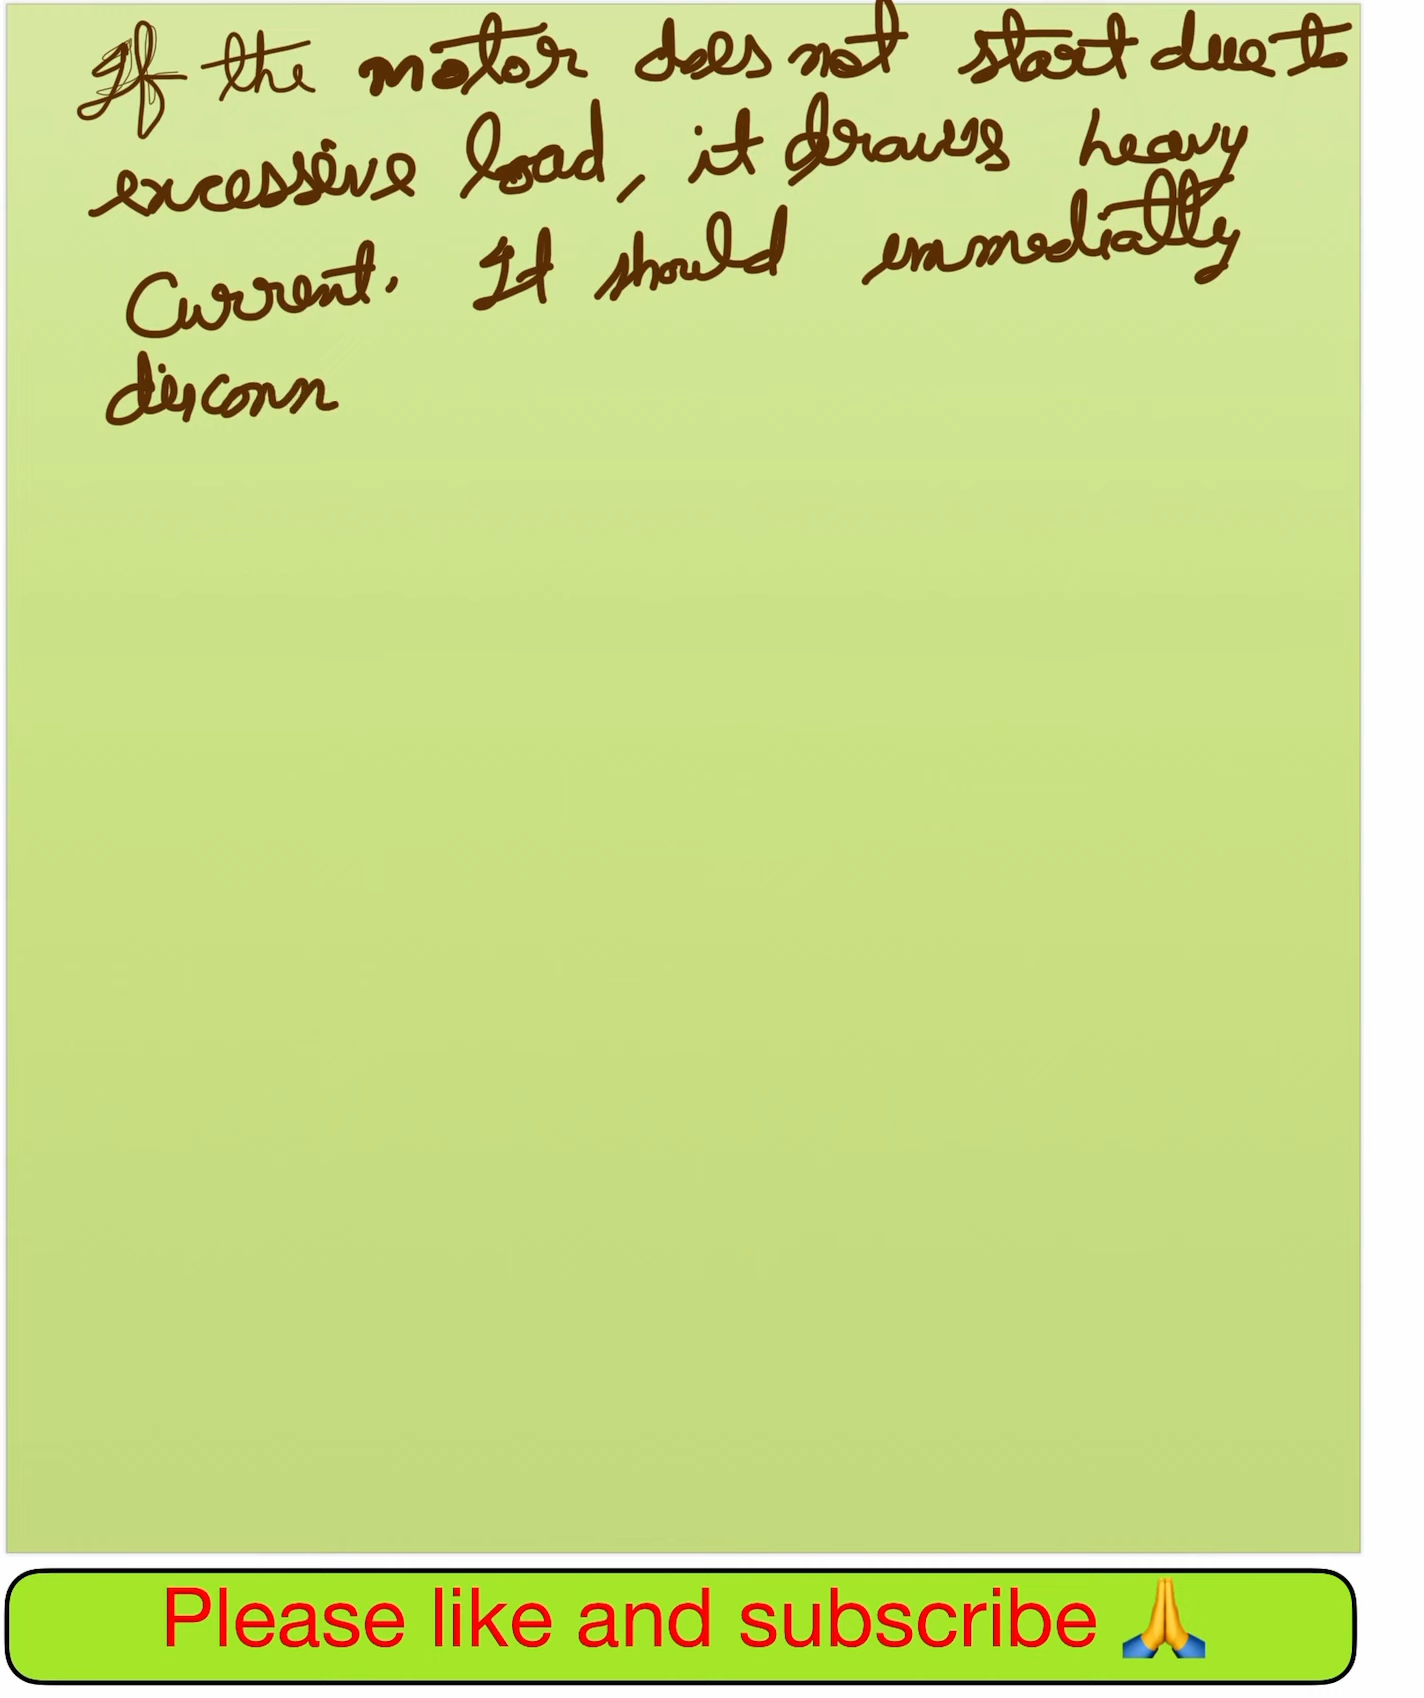 If the motor does not start due to
excessive load, it draws heavy
Current. It should immediatly
disconn
Please like and subscribe 🙏